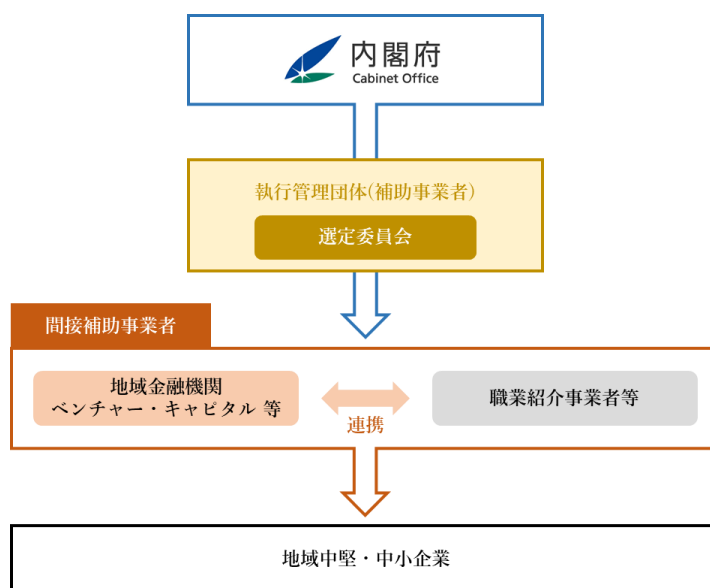 内閣府
Cabinet Office
執行管理団体(補助事業者)
選定委員会
間接補助事業者
地域金融機関
ベンチャー・キャピタル 等
連携
職業紹介事業者等
地域中堅・中小企業